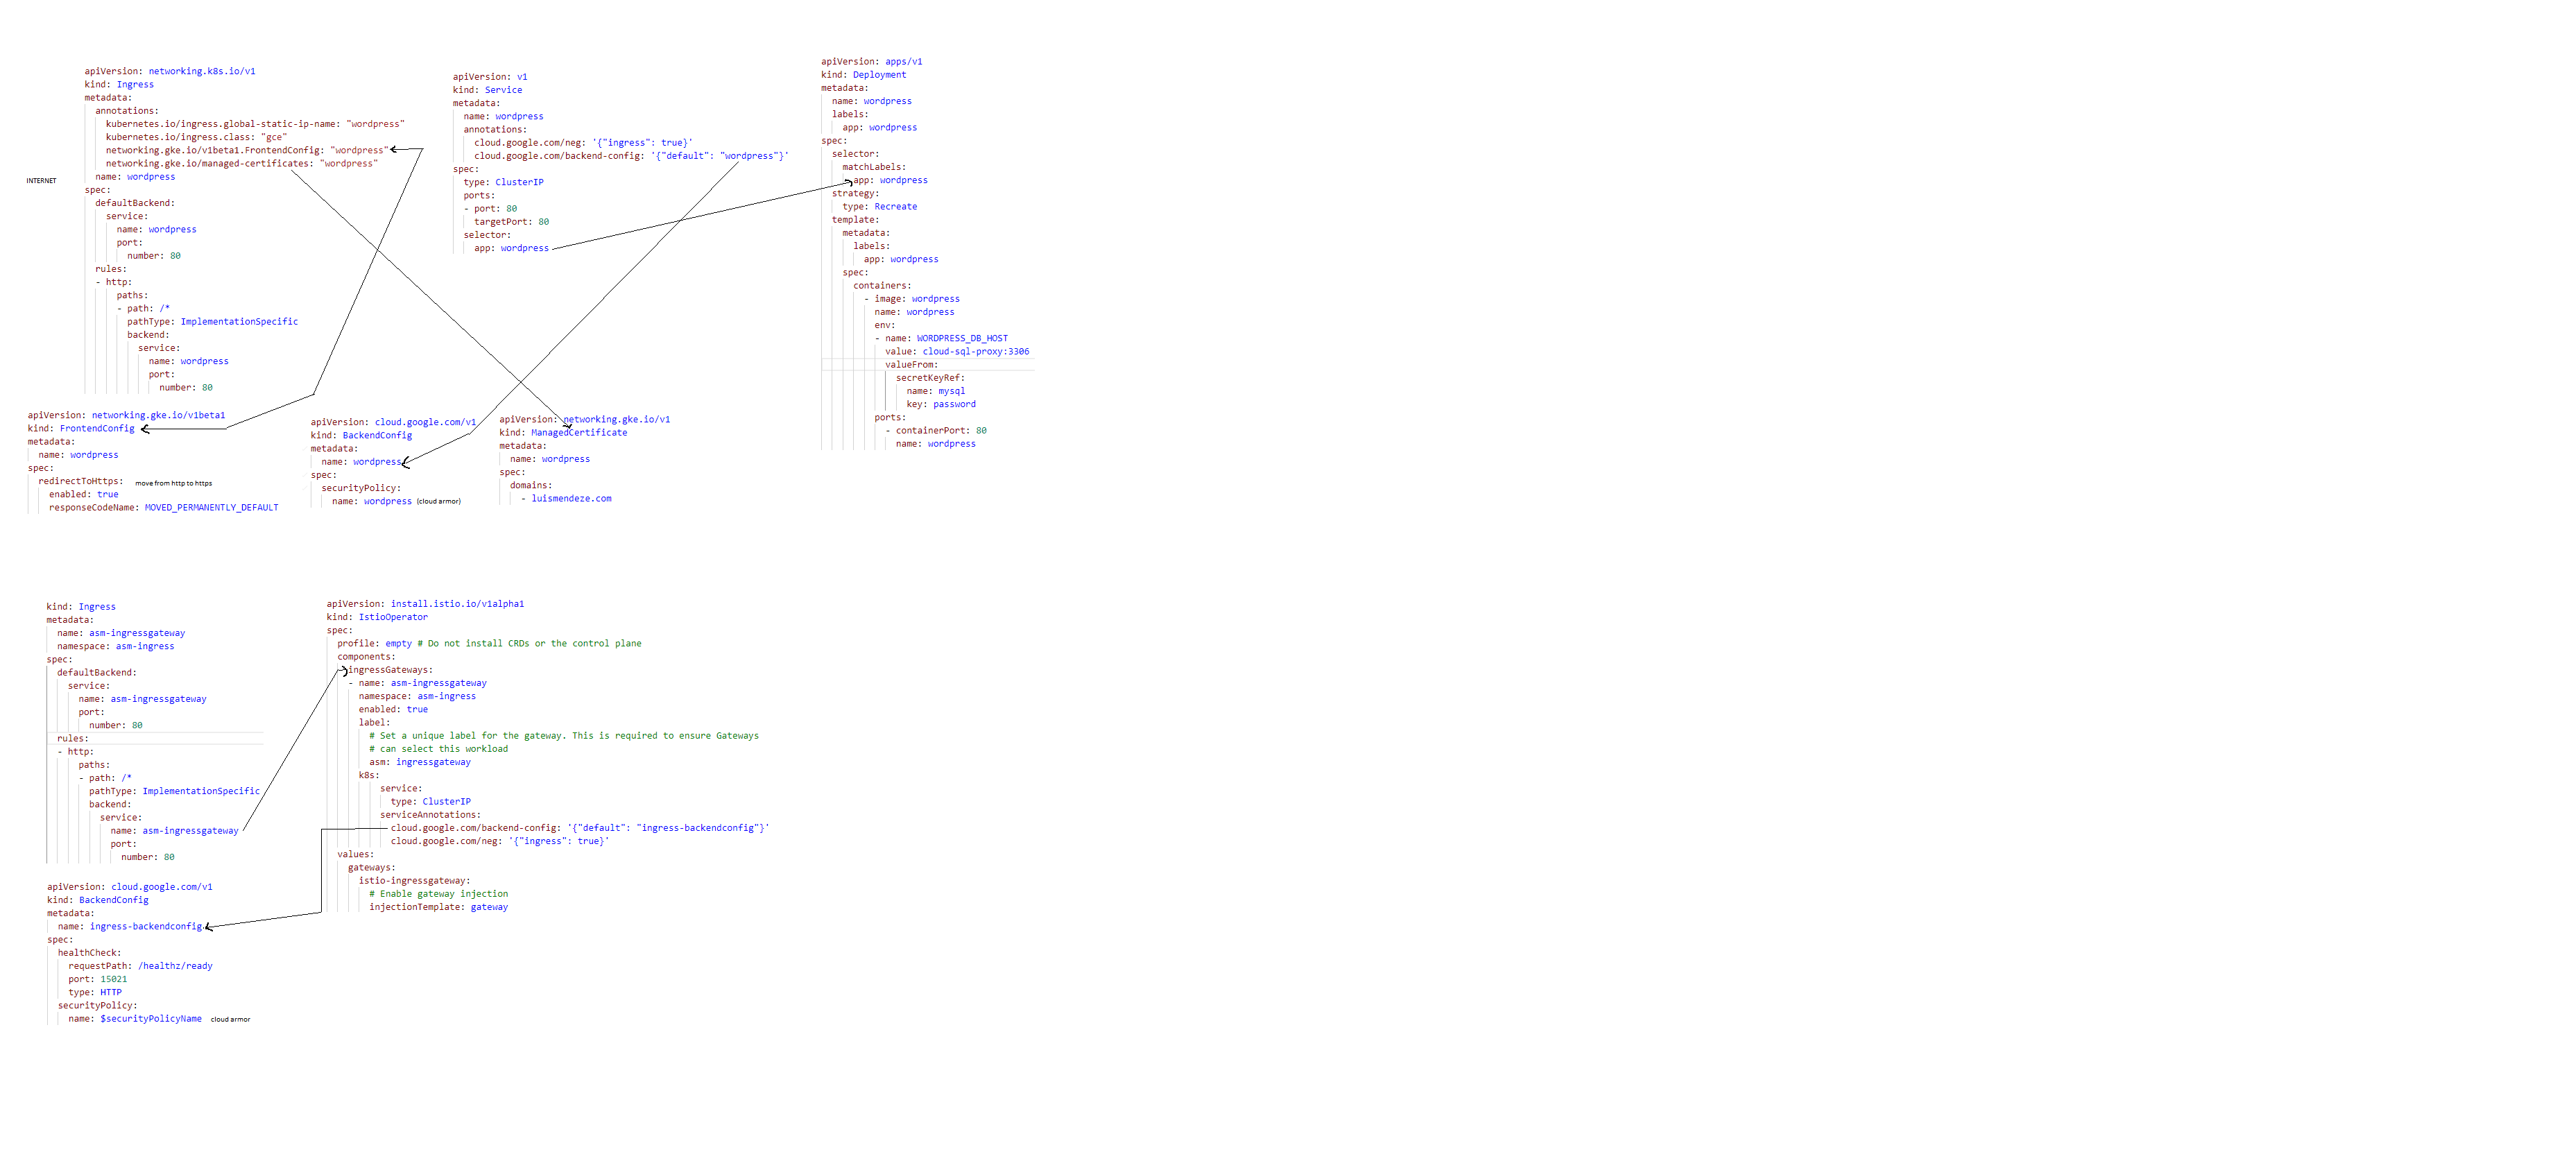 INTERNET
apiVersion: networking.k8s.io/v1
kind: Ingress
metadata:
  annotations:
    kubernetes.io/ingress.global-static-ip-name: "wordpress"
    kubernetes.io/ingress.class: "gce"
    networking.gke.io/v1beta1.FrontendConfig: "wordpress"
    networking.gke.io/managed-certificates: "wordpress"
  name: wordpress
spec:
  defaultBackend:
    service:
      name: wordpress
      port:
        number: 80
  rules:
  - http:
      paths:
      - path: /*
        pathType: ImplementationSpecific
        backend:
          service:
            name: wordpress
            port:
              number: 80
apiVersion: v1
kind: Service
metadata:
  name: wordpress
  annotations:
    cloud.google.com/neg: '{"ingress": true}'
    cloud.google.com/backend-config: '{"default": "wordpress"}'
spec:
  type: ClusterIP
  ports:
  - port: 80
    targetPort: 80
  selector:
    app: wordpress
apiVersion: apps/v1
kind: Deployment
metadata:
  name: wordpress
  labels:
    app: wordpress
spec:
  selector:
    matchLabels:
      app: wordpress
  strategy:
    type: Recreate
  template:
    metadata:
      labels:
        app: wordpress
    spec:
      containers:
        - image: wordpress
          name: wordpress
          env:
          - name: WORDPRESS_DB_HOST
            value: cloud-sql-proxy:3306
            valueFrom:
              secretKeyRef:
                name: mysql
                key: password
          ports:
            - containerPort: 80
              name: wordpress
apiVersion: networking.gke.io/v1beta1
kind: FrontendConfig
metadata:
  name: wordpress
spec:
  redirectToHttps: move from http to https
    enabled: true
    responseCodeName: MOVED_PERMANENTLY_DEFAULT
apiVersion: cloud.google.com/v1
kind: BackendConfig
metadata:
  name: wordpress
spec:
  securityPolicy:
    name: wordpress (cloud armor)
apiVersion: networking.gke.io/v1
kind: ManagedCertificate
metadata:
  name: wordpress
spec:
  domains:
    - luismendeze.com
kind: Ingress
metadata:
  name: asm-ingressgateway
  namespace: asm-ingress
spec:
  defaultBackend:
    service:
      name: asm-ingressgateway
      port:
        number: 80
  rules:
  - http:
      paths:
      - path: /*
        pathType: ImplementationSpecific
        backend:
          service:
            name: asm-ingressgateway
            port:
              number: 80
apiVersion: install.istio.io/v1alpha1
kind: IstioOperator
spec:
  profile: empty # Do not install CRDs or the control plane
  components:
    ingressGateways:
    - name: asm-ingressgateway
      namespace: asm-ingress
      enabled: true
      label:
        # Set a unique label for the gateway. This is required to ensure Gateways
        # can select this workload
        asm: ingressgateway
      k8s:
          service:
            type: ClusterIP
          serviceAnnotations:
            cloud.google.com/backend-config: '{"default": "ingress-backendconfig"}'
            cloud.google.com/neg: '{"ingress": true}'
  values:
    gateways:
      istio-ingressgateway:
        # Enable gateway injection
        injectionTemplate: gateway
apiVersion: cloud.google.com/v1
kind: BackendConfig
metadata:
  name: ingress-backendconfig
spec:
  healthCheck:
    requestPath: /healthz/ready
    port: 15021
    type: HTTP
  securityPolicy:
    name: $securityPolicyName cloud armor